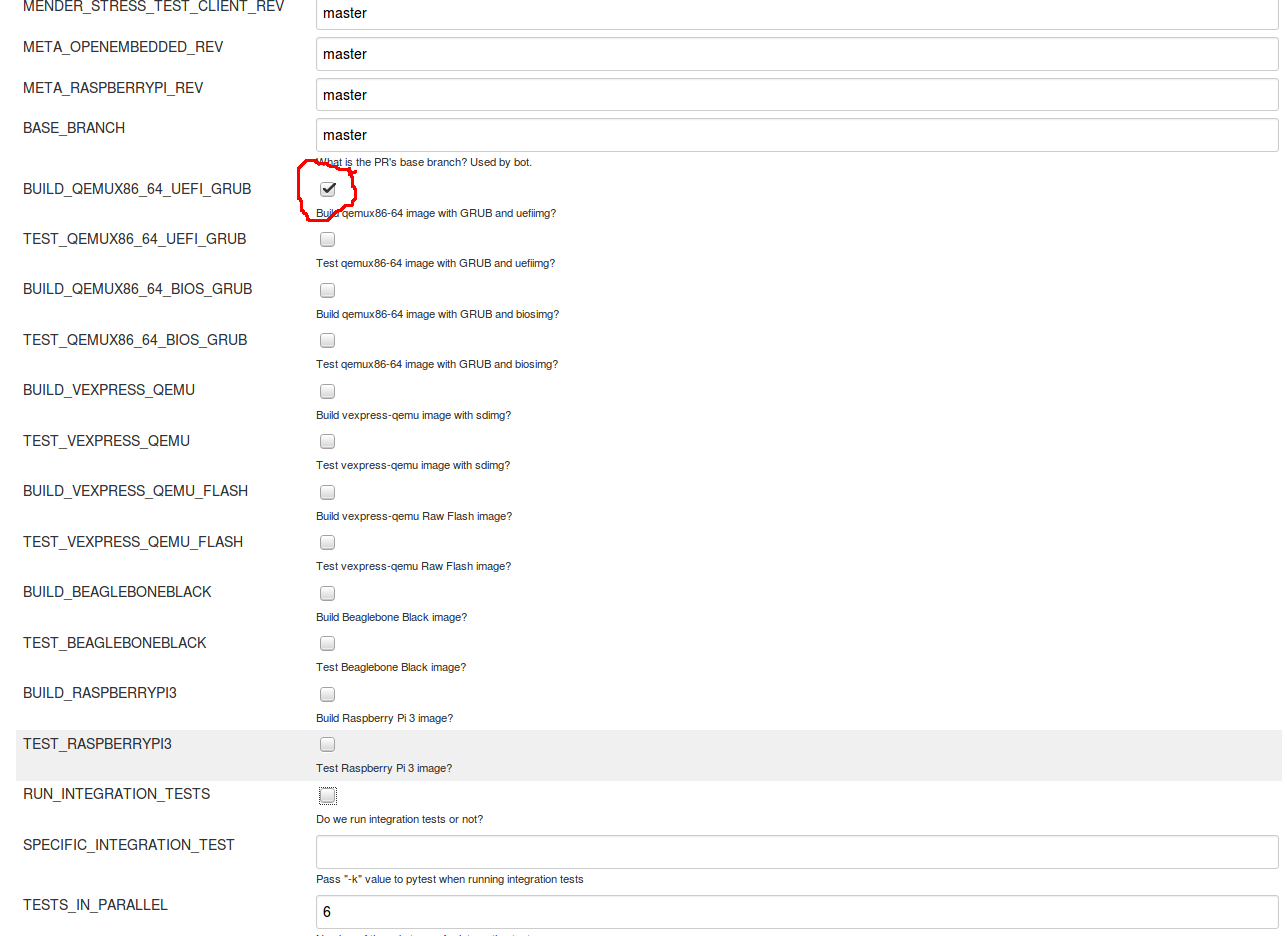 MENDER_STRESS_TEST_CLIENT_REV master
META_OPENEMBEDDED_REV master
META_RASPBERRYPI_REV master
BASE_BRANCH master
What is the PR's base branch? Used by bot.
BUILD_QEMUX86_64_UEFI_GRUB
Build qemux86-64 image with GRUB and uefiimg?
TEST_QEMUX86_64_UEFI_GRUB
Test qemux86-64 image with GRUB and uefiimg?
BUILD_QEMUX86_64_BIOS_GRUB
Build qemux86-64 image with GRUB and biosimg?
TEST_QEMUX86_64_BIOS_GRUB
Test qemux86-64 image with GRUB and biosimg?
BUILD_VEXPRESS_QEMU
Build vexpress-qemu image with sdimg?
TEST_VEXPRESS_QEMU
Test vexpress-qemu image with sdimg?
BUILD_VEXPRESS_QEMU_FLASH
Build vexpress-qemu Raw Flash image?
TEST_VEXPRESS_QEMU_FLASH
Test vexpress-qemu Raw Flash image?
BUILD_BEAGLEBONEBLACK
Build Beaglebone Black image?
TEST_BEAGLEBONEBLACK
Test Beaglebone Black image?
BUILD_RASPBERRYPI3
Build Raspberry Pi 3 image?
TEST_RASPBERRYPI3
Test Raspberry Pi 3 image?
RUN_INTEGRATION_TESTS
Do we run integration tests or not?
SPECIFIC_INTEGRATION_TEST
Pass "-k" value to pytest when running integration tests
TESTS_IN_PARALLEL 6